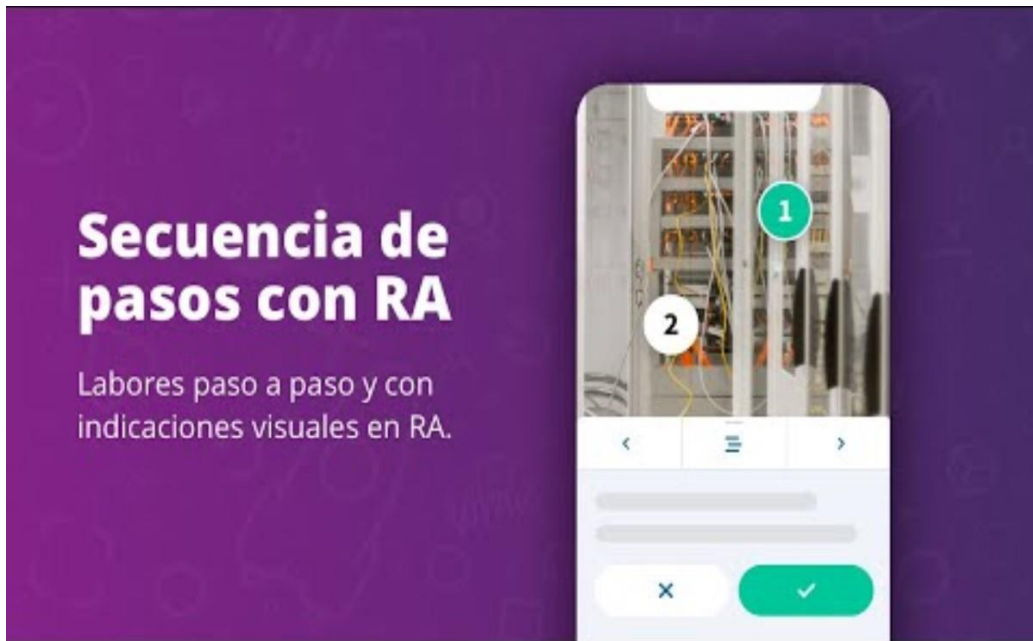 Secuencia de
pasos con RA
Labores paso a paso y con
indicaciones visuales en RA.
1
2